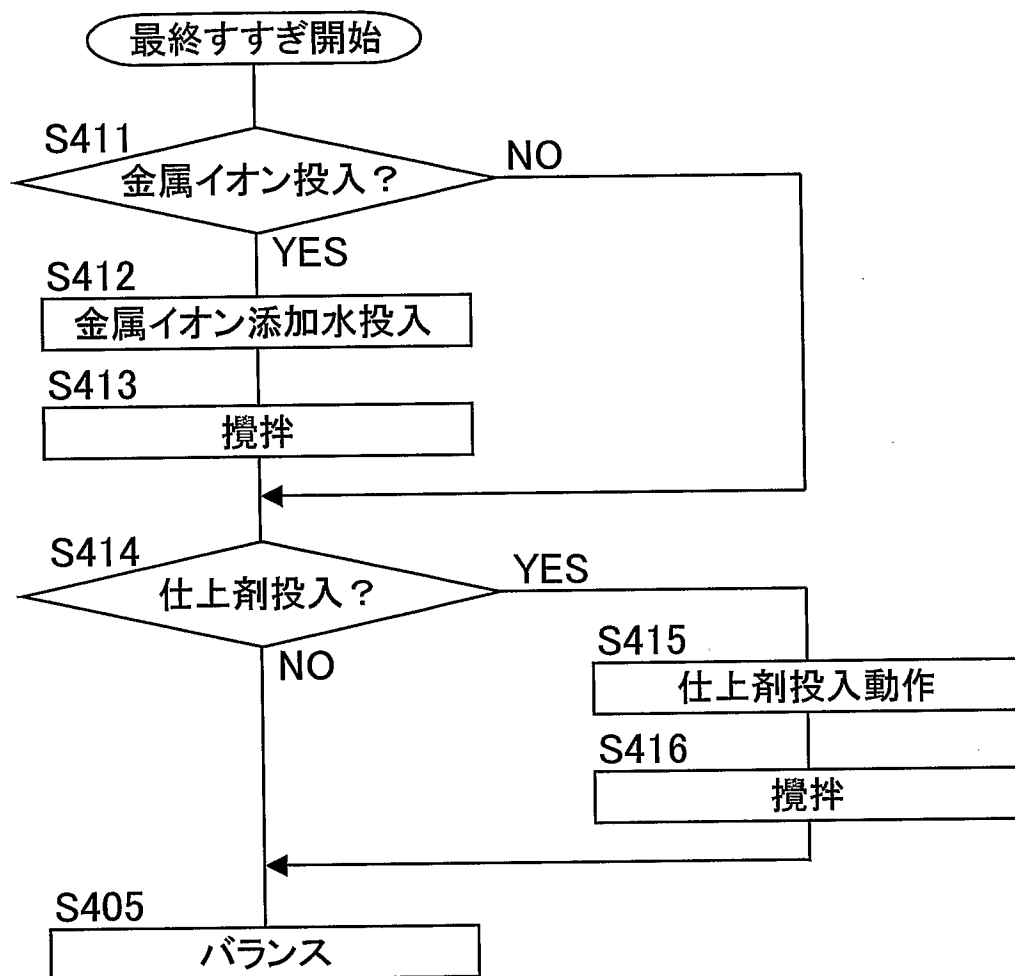 最終すすぎ開始
S411
金属イオン投入?
NO
YES
S412
金属イオン添加水投入
S413
攪拌
S414
仕上剤投入?
YES
NO
S415
仕上剤投入動作
S416
攪拌
S405
バランス